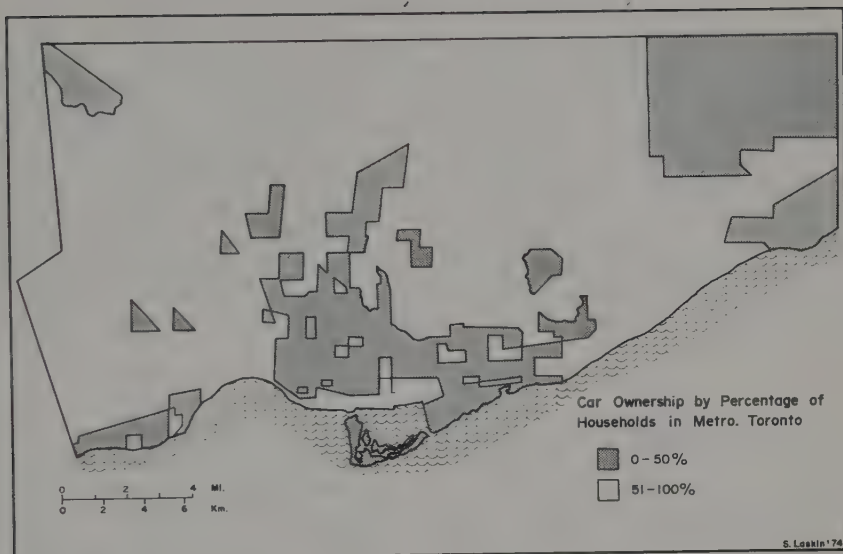 Car Ownership by Percentage of
Households in Metro. Toronto
0-50%
51-100%
0 2 4 MI.
0 2 4 6 Km.
S. Laskin '74